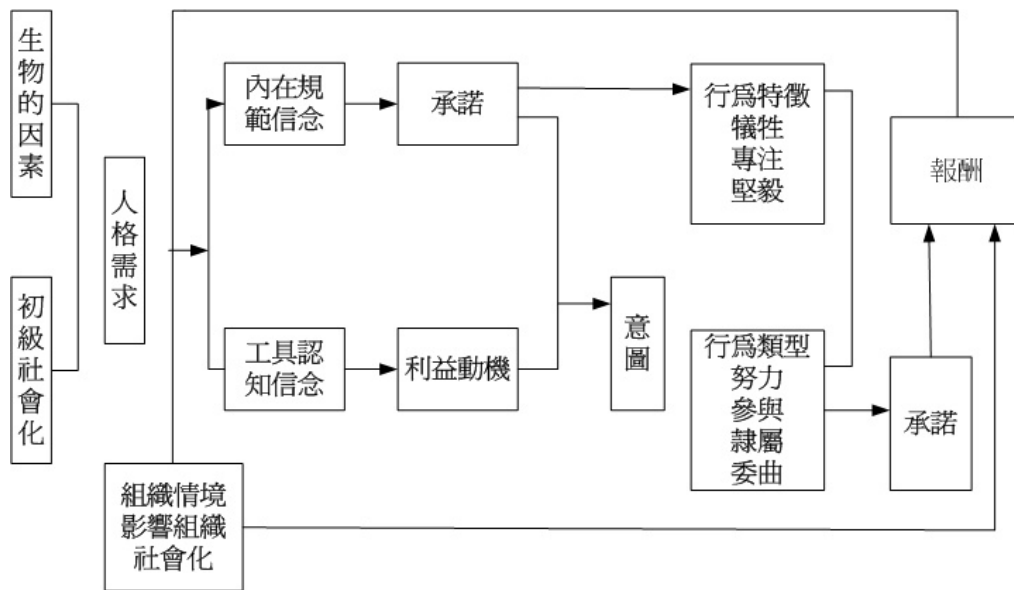 生物的因素
初級社會化
人格需求
內在規
範信念
工具認
知信念
承諾
利益動機
意圖
行為特徵
犧牲
專注
堅毅
行為類型
努力
參與
隸屬
委曲
承諾
報酬
組織情境
影響組織
社會化